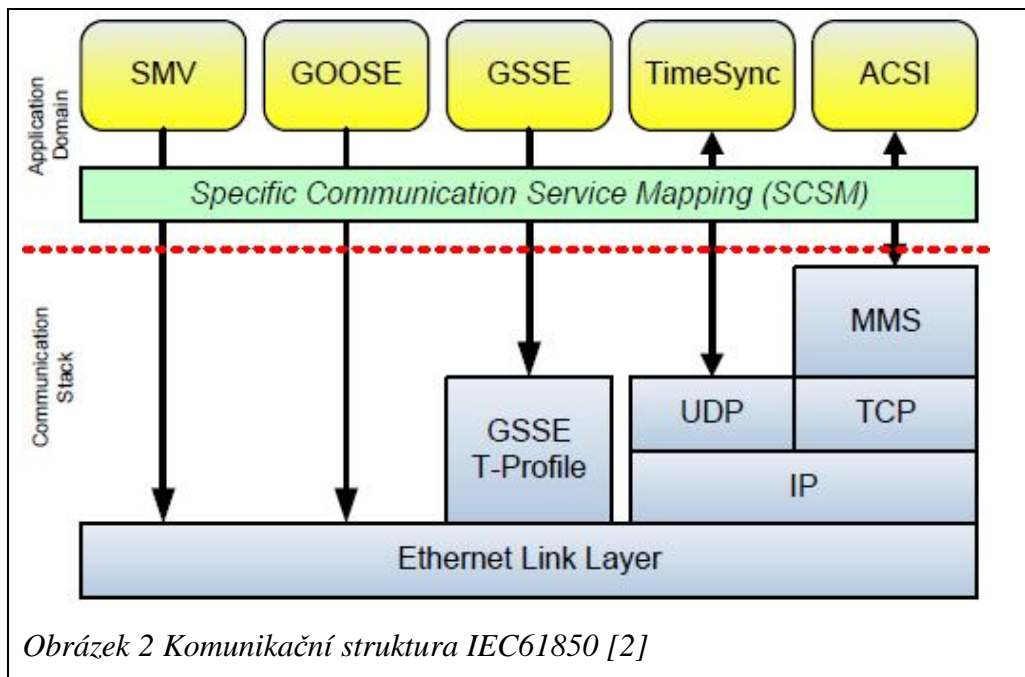 SMV
GOOSE
GSSE
TimeSync
ACSI
Application
Domain
Specific Communication Service Mapping (SCSM)
Communication
Stack
MMS
GSSE
T-Profile
UDP
TCP
IP
Ethernet Link Layer
Obrázek 2 Komunikační struktura IEC61850 [2]